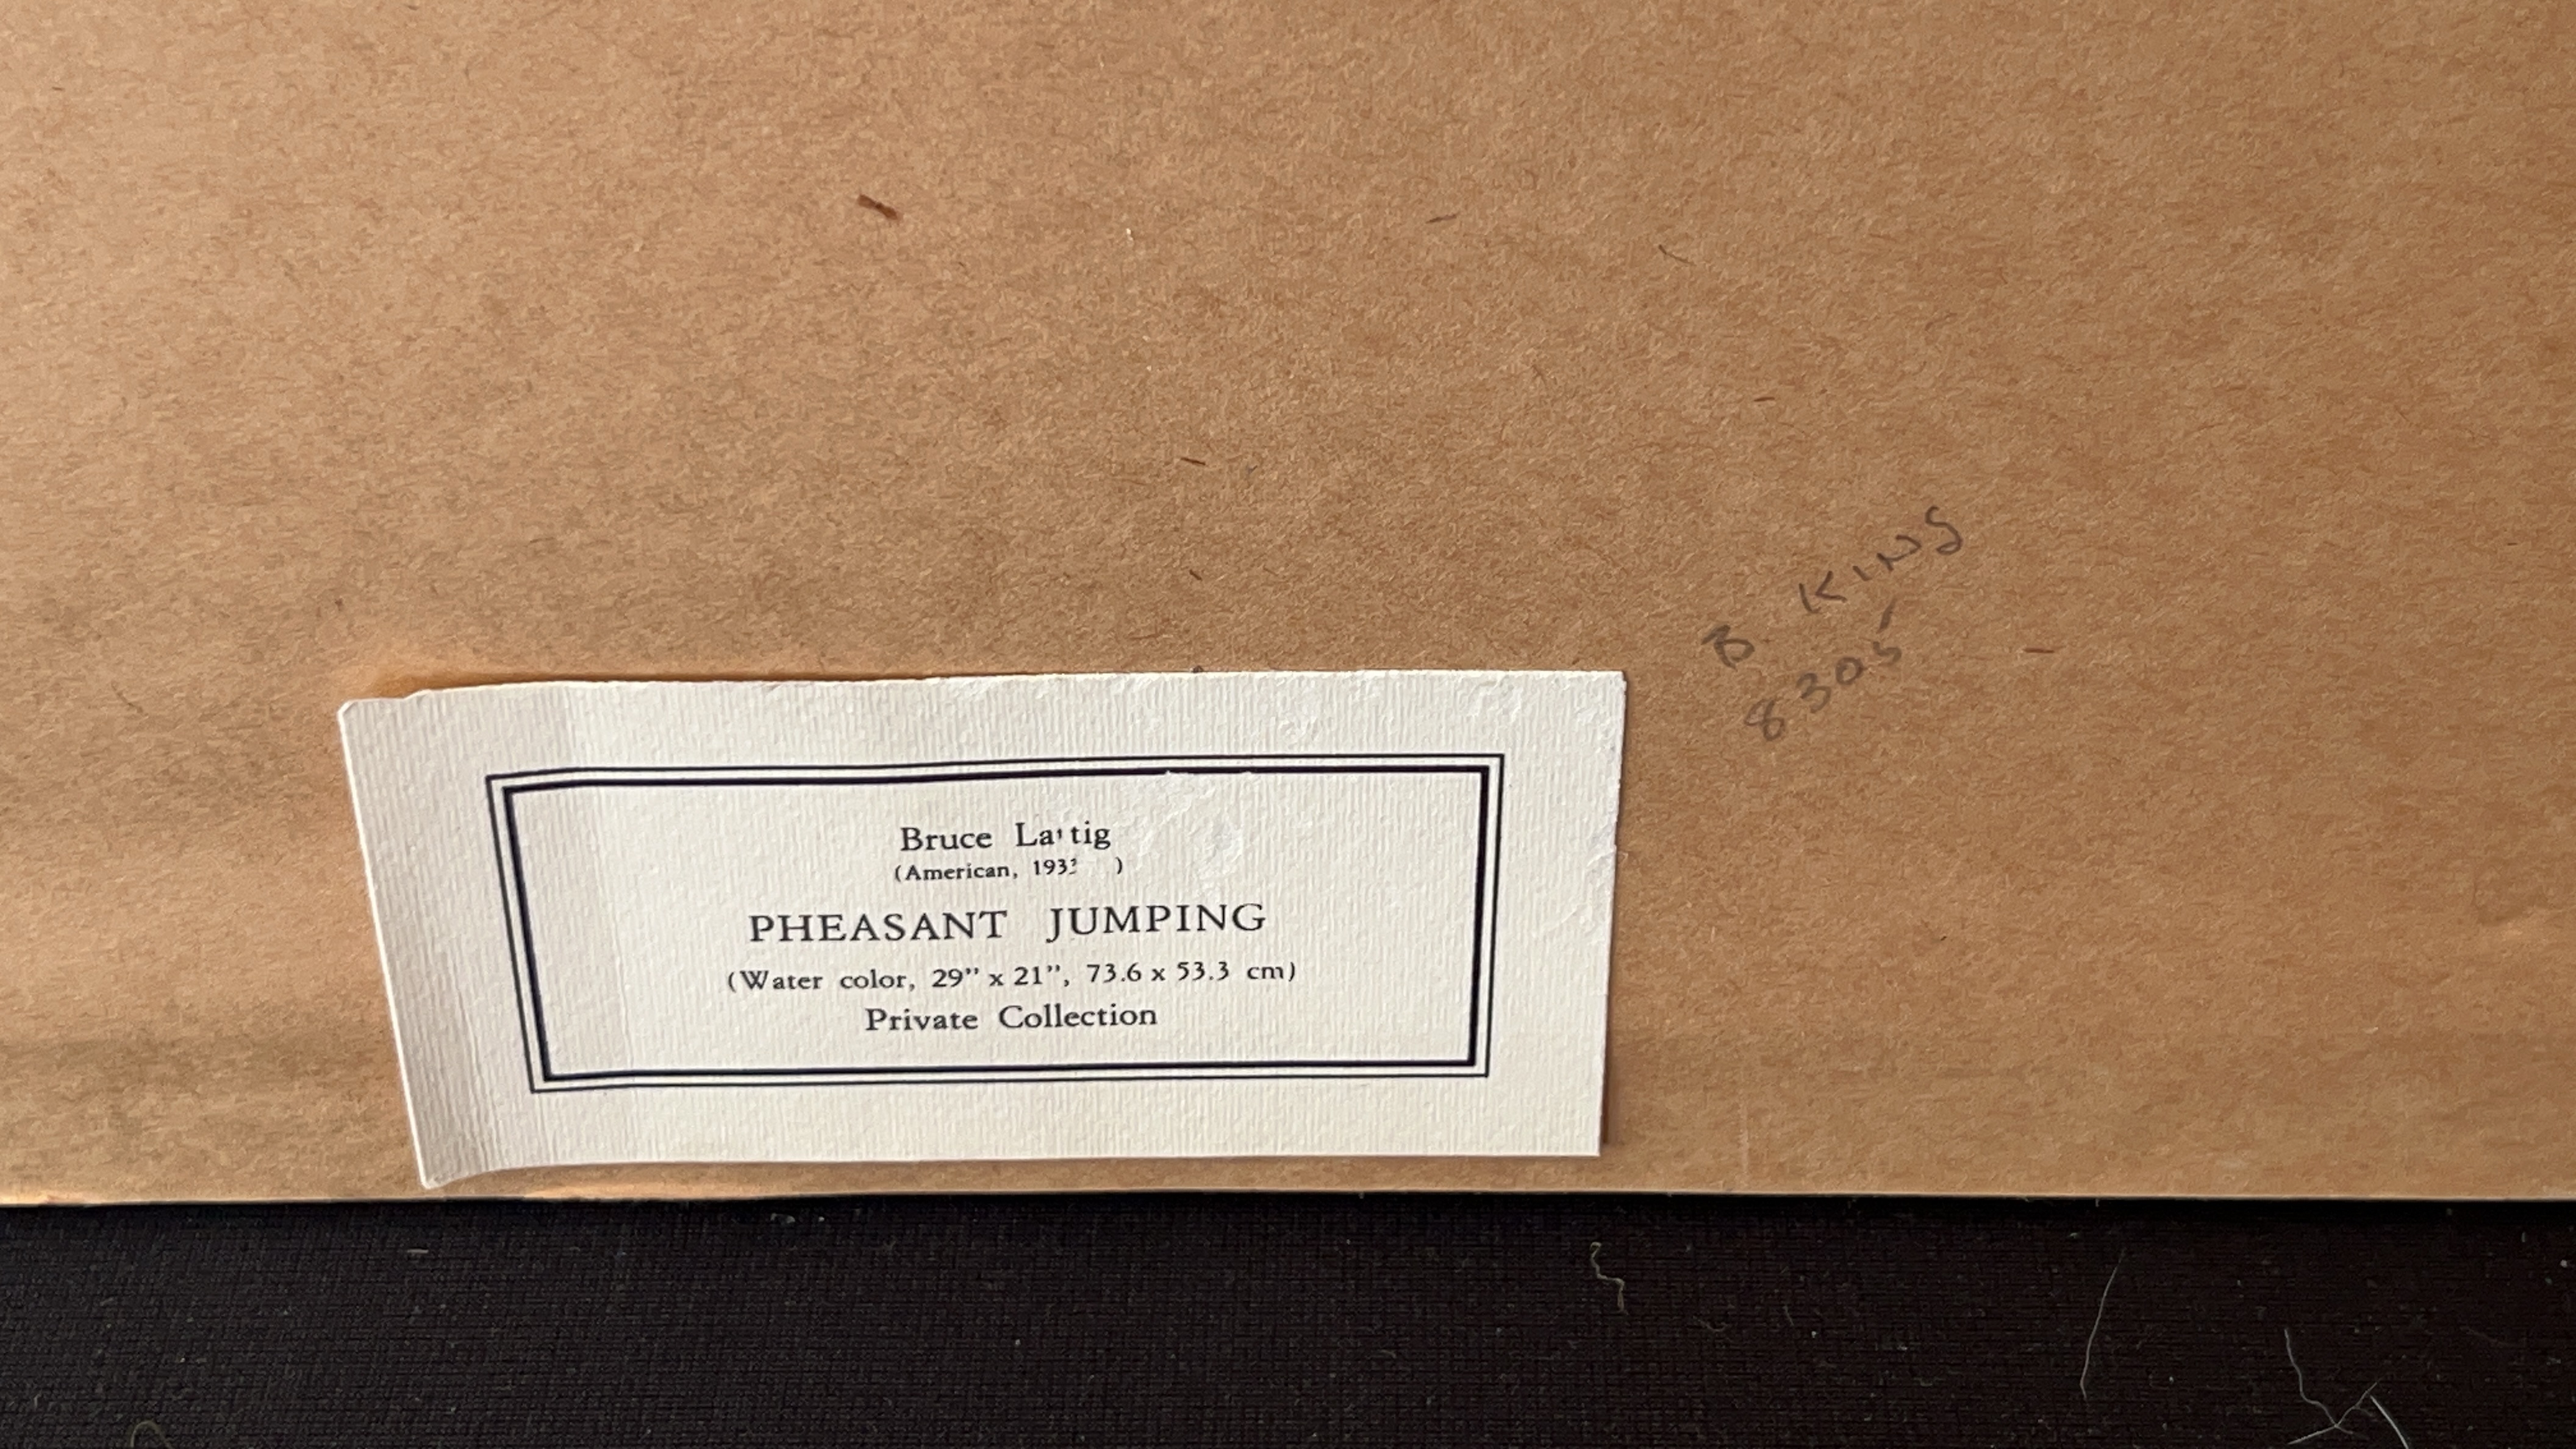 Bruce
(American,
PHEASANT JUMPING
(Water color, 29" x 21", 73.6 x 53.3 cm)
Private Collection
B. KING
8305